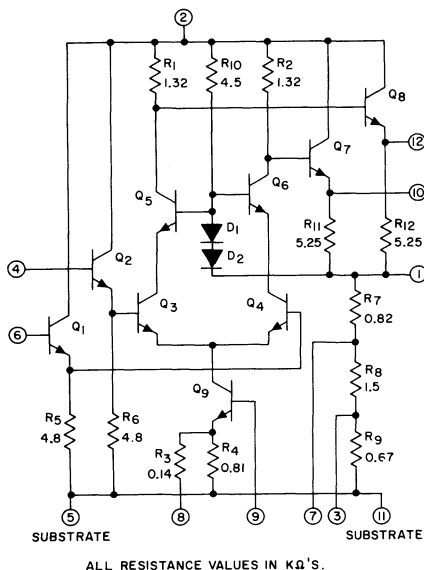 2
R1
1.32
R10
4.5
R2
1.32
Q8
12
Q7
10
Q5
Q6
D1
R11
5.25
R12
5.25
4
Q2
D2
1
Q3
Q4
R7
0.82
6
Q1
R8
1.5
Q9
R5
4.8
R6
4.8
R3
0.14
R4
0.81
R9
0.67
5
8
9
7
3
11
SUBSTRATE
SUBSTRATE
ALL RESISTANCE VALUES IN KΩ'S.